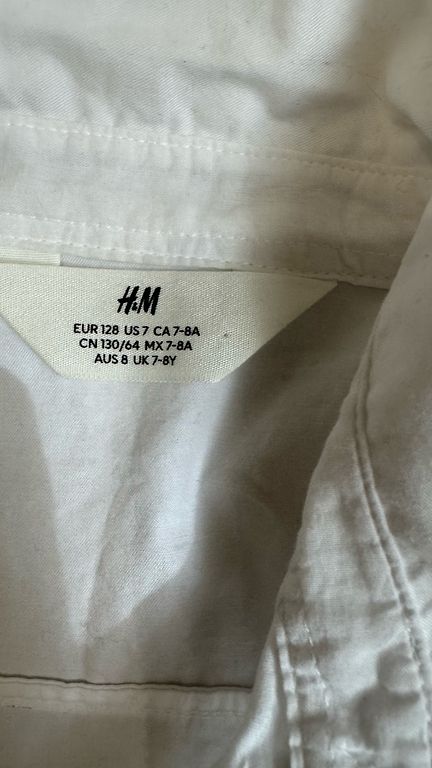 H&M
EUR 128 US 7 CA 7-8A
CN 130/64 MX 7-8A
AUS 8 UK 7-8Y